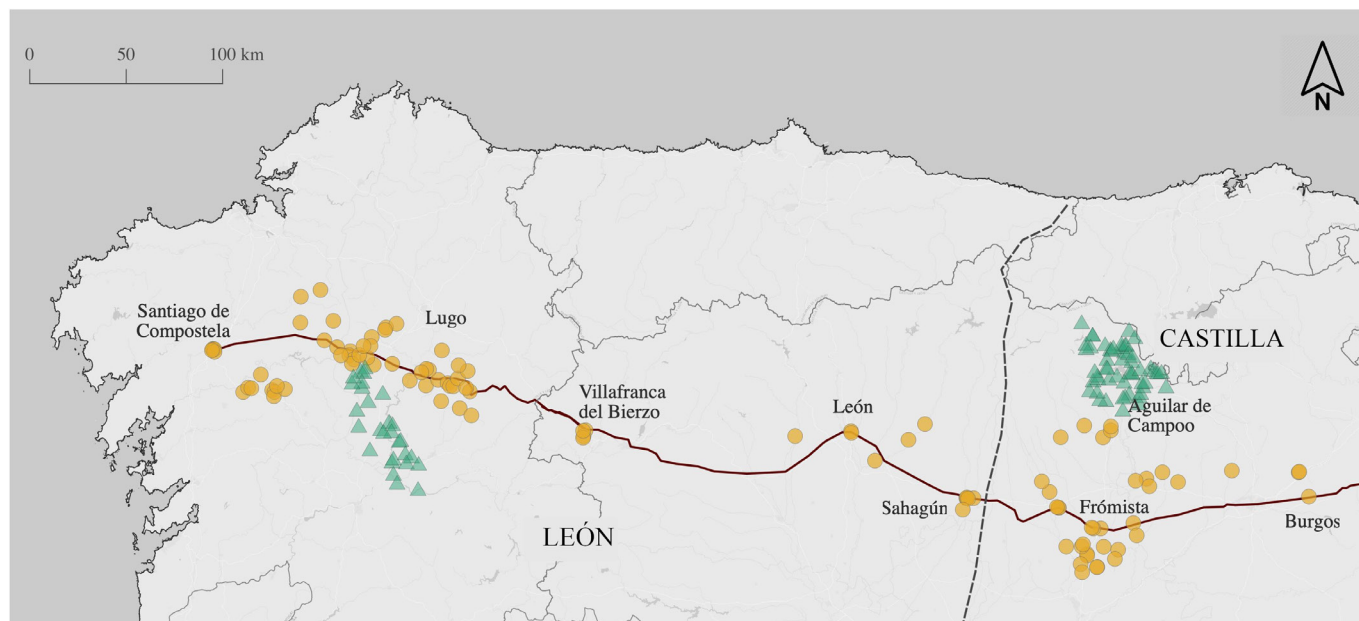 0 50 100 km
N
Santiago de
Compostela
Lugo
CASTILLA
Villafranca
del Bierzo
León
Aguilar de
Campoo
Sahagún
Frómista
Burgos
LEÓN